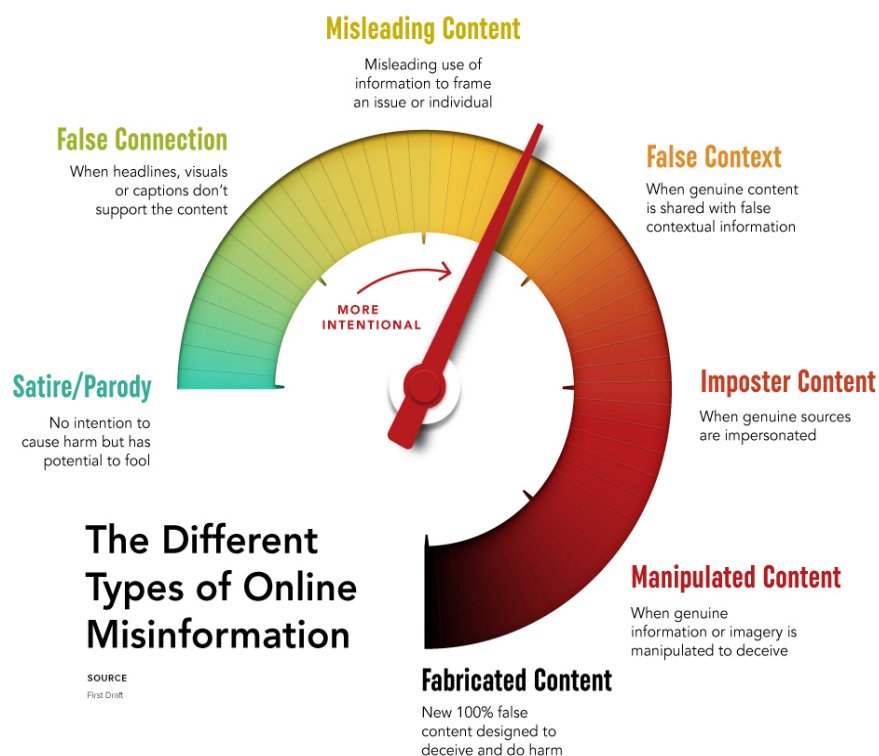 Misleading Content
Misleading use of
information to frame
an issue or individual
False Connection
When headlines, visuals
or captions don't
support the content
False Context
When genuine content
is shared with false
contextual information
MORE
INTENTIONAL
Satire/Parody
No intention to
cause harm but has
potential to fool
Imposter Content
When genuine sources
are impersonated
The Different
Types of Online
Misinformation
SOURCE
First Draft
Manipulated Content
When genuine
information or imagery is
manipulated to deceive
Fabricated Content
New 100% false
content designed to
deceive and do harm